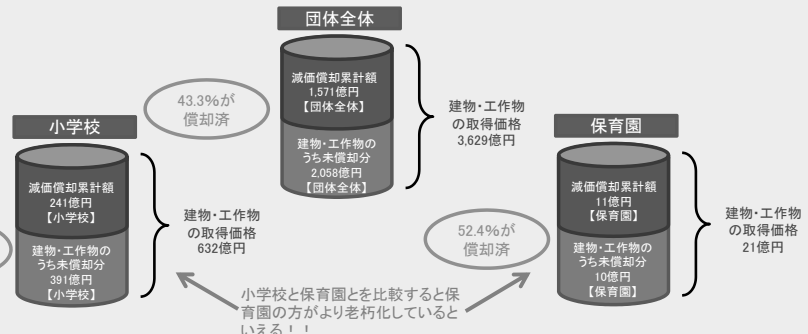 団体全体
減価償却累計額
1,571億円
【団体全体】
43.3%が
償却済
建物・工作物の
うち未償却分
2,058億円
【団体全体】
建物・工作物
の取得価格
3,629億円
小学校
減価償却累計額
241億円
【小学校】
建物・工作物の
うち未償却分
391億円
【小学校】
建物・工作物
の取得価格
632億円
保育園
減価償却累計額
11億円
【保育園】
52.4%が
償却済
建物・工作物の
うち未償却分
10億円
【保育園】
建物・工作物
の取得価格
21億円
小学校と保育園とを比較すると保
育園の方がより老朽化していると
いえる！！